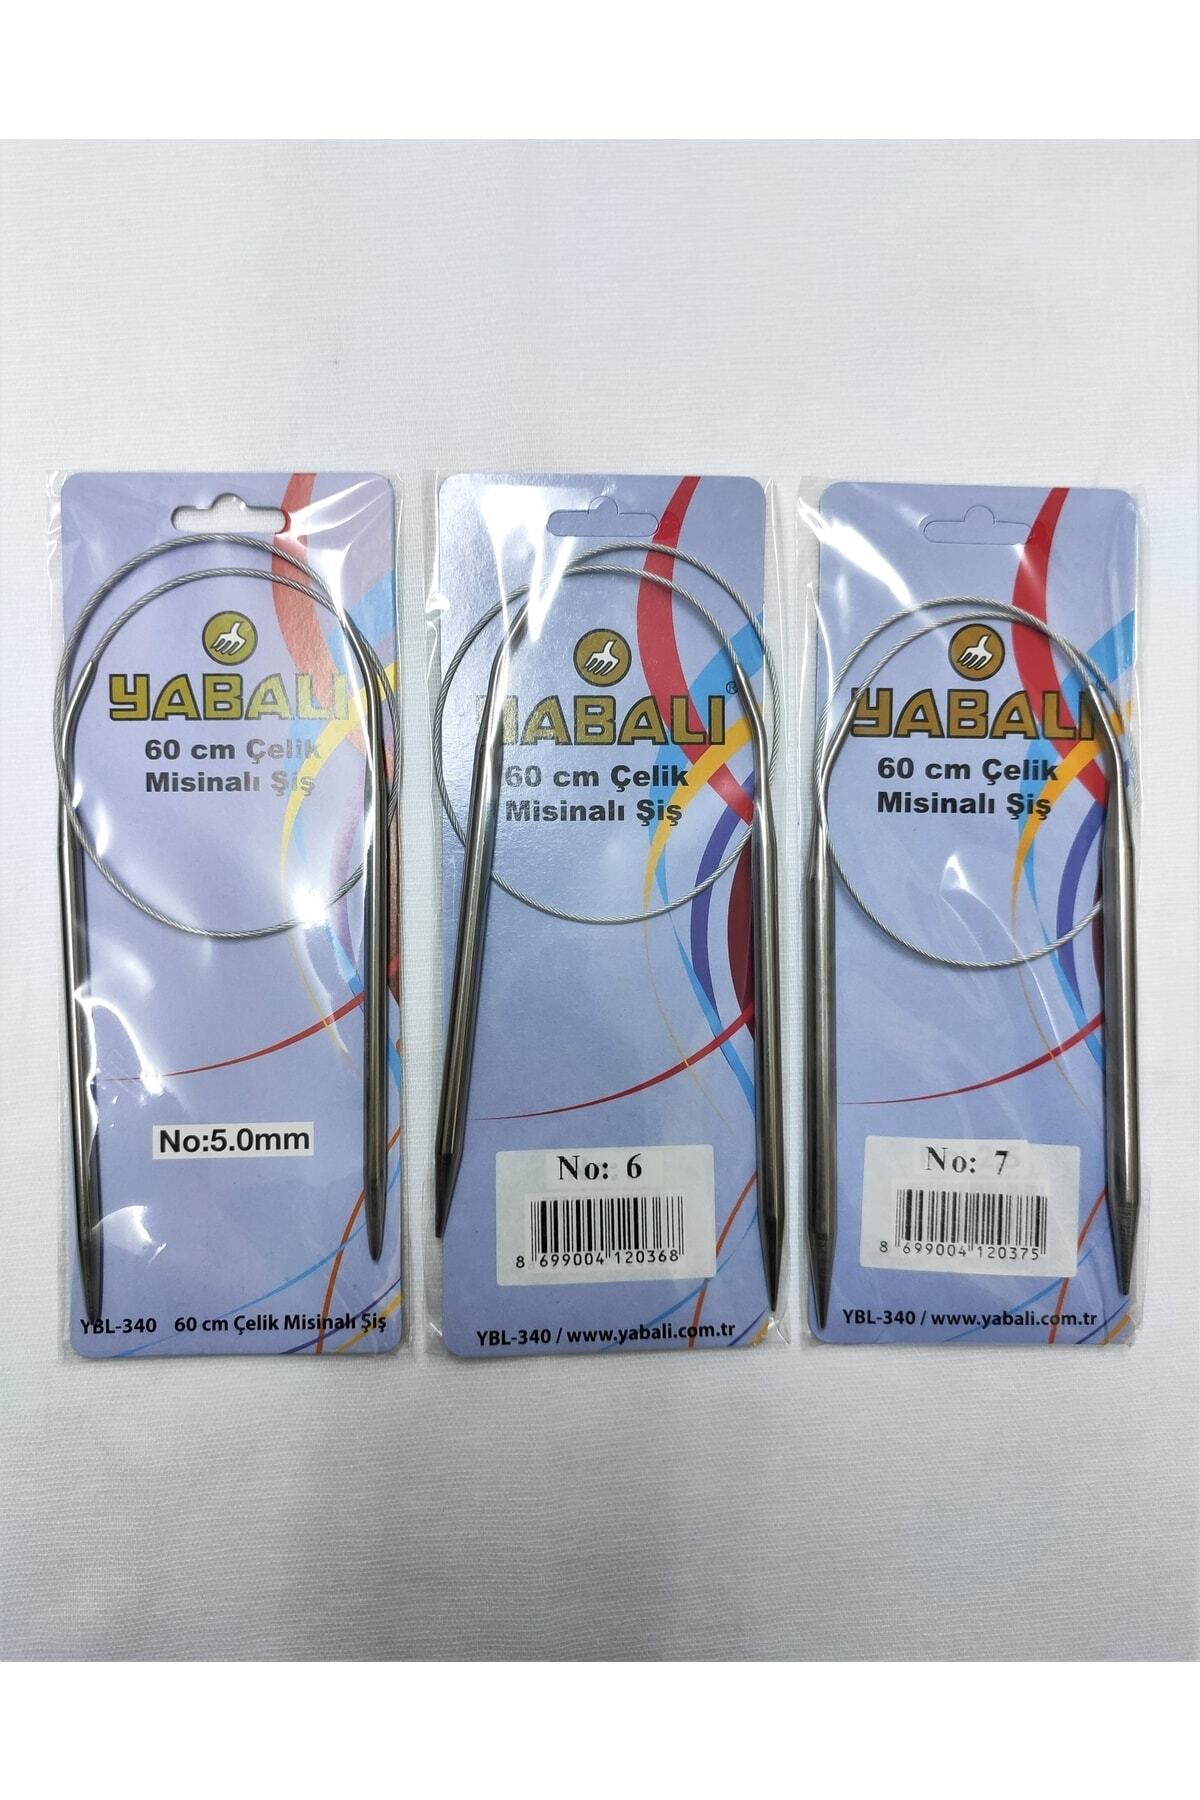 YABALI
60 cm Çelik
Misinalı Şiş
No:5.0mm
YBL-340 60 cm Çelik Misinalı Şiş
YABALI®
60 cm Çelik
Misinalı Şiş
No: 6
8 699004 120368
YBL-340 / www.yabali.com.tr
YABALI
60 cm Çelik
Misinalı Şiş
No: 7
8 699004 120375
YBL-340 / www.yabali.com.tr